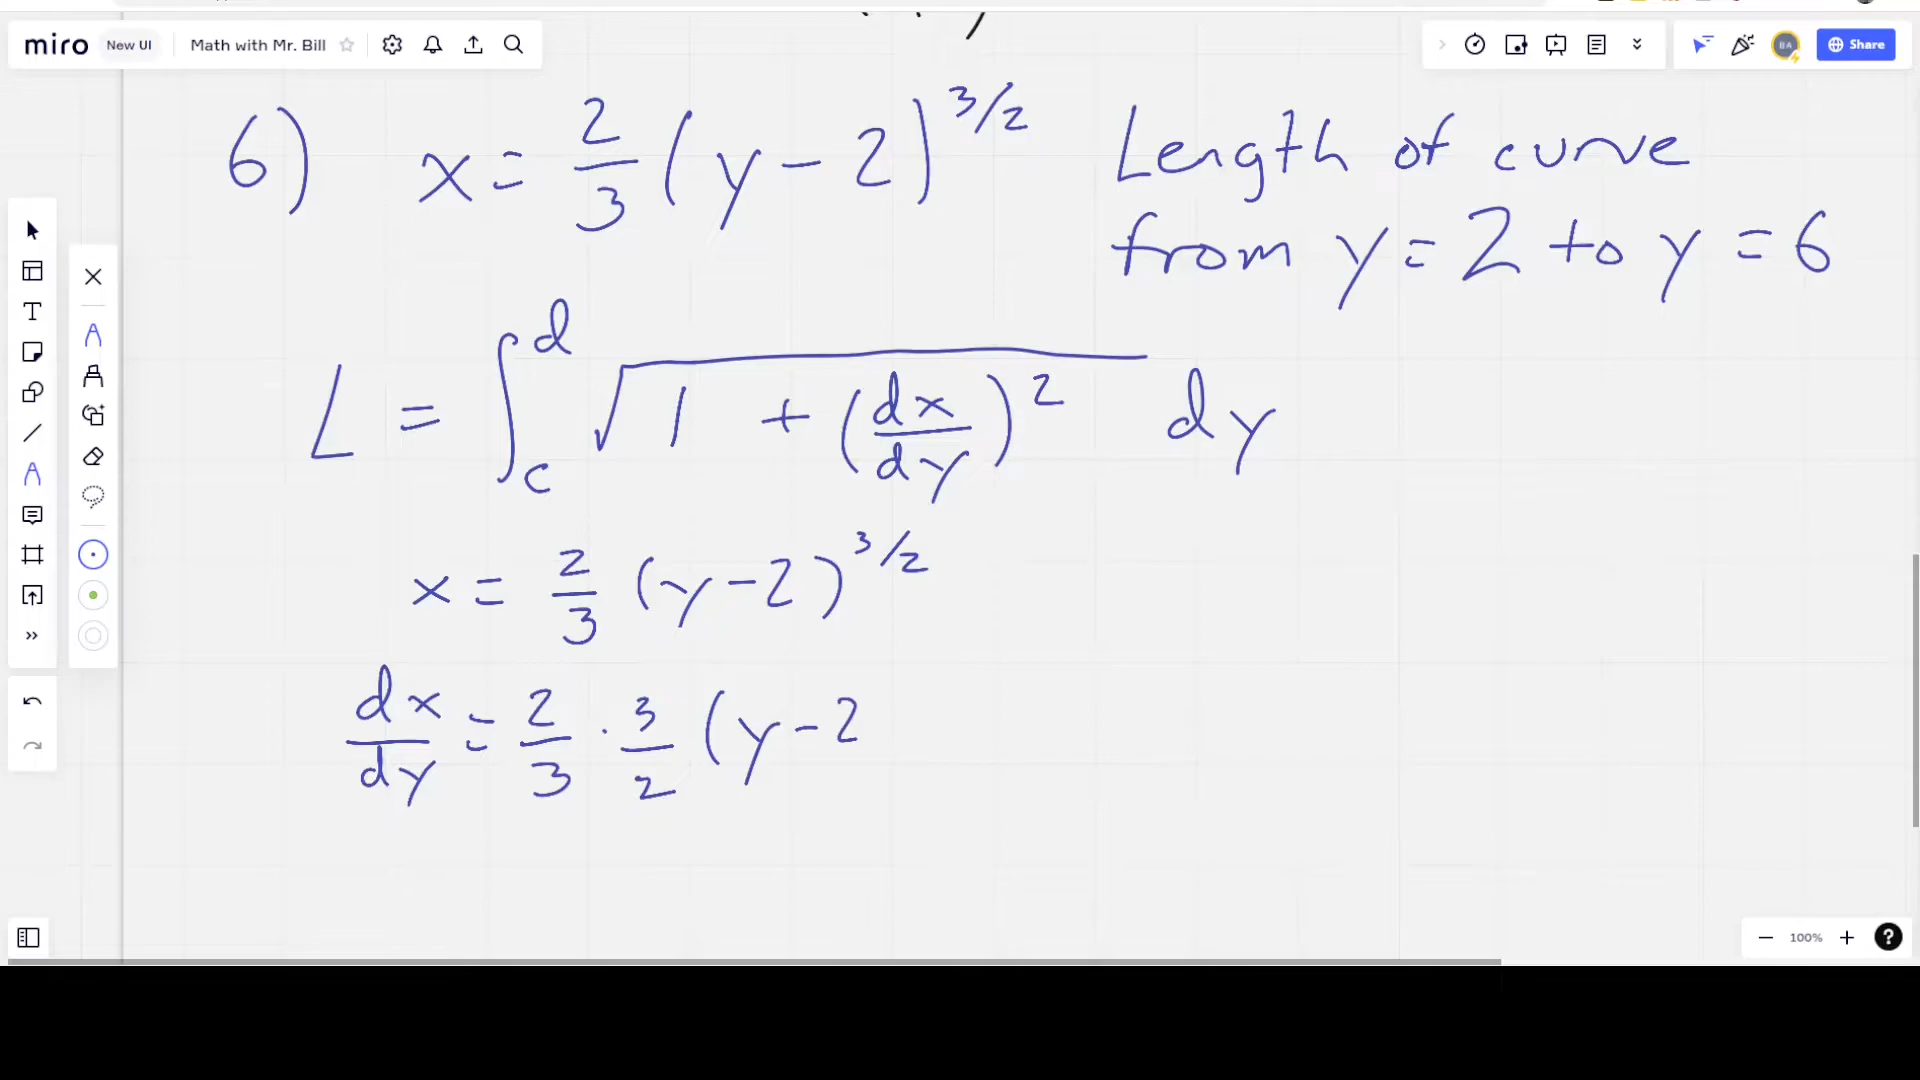 miro New UI Math with Mr. Bill BA Share
6) x = 2/3 (y - 2)^3/2 Length of curve
from y = 2 to y = 6
L = ∫_c^d √(1 + (dx/dy)^2) dy
x = 2/3 (y - 2)^3/2
dx/dy = 2/3 · 3/2 (y - 2
100%